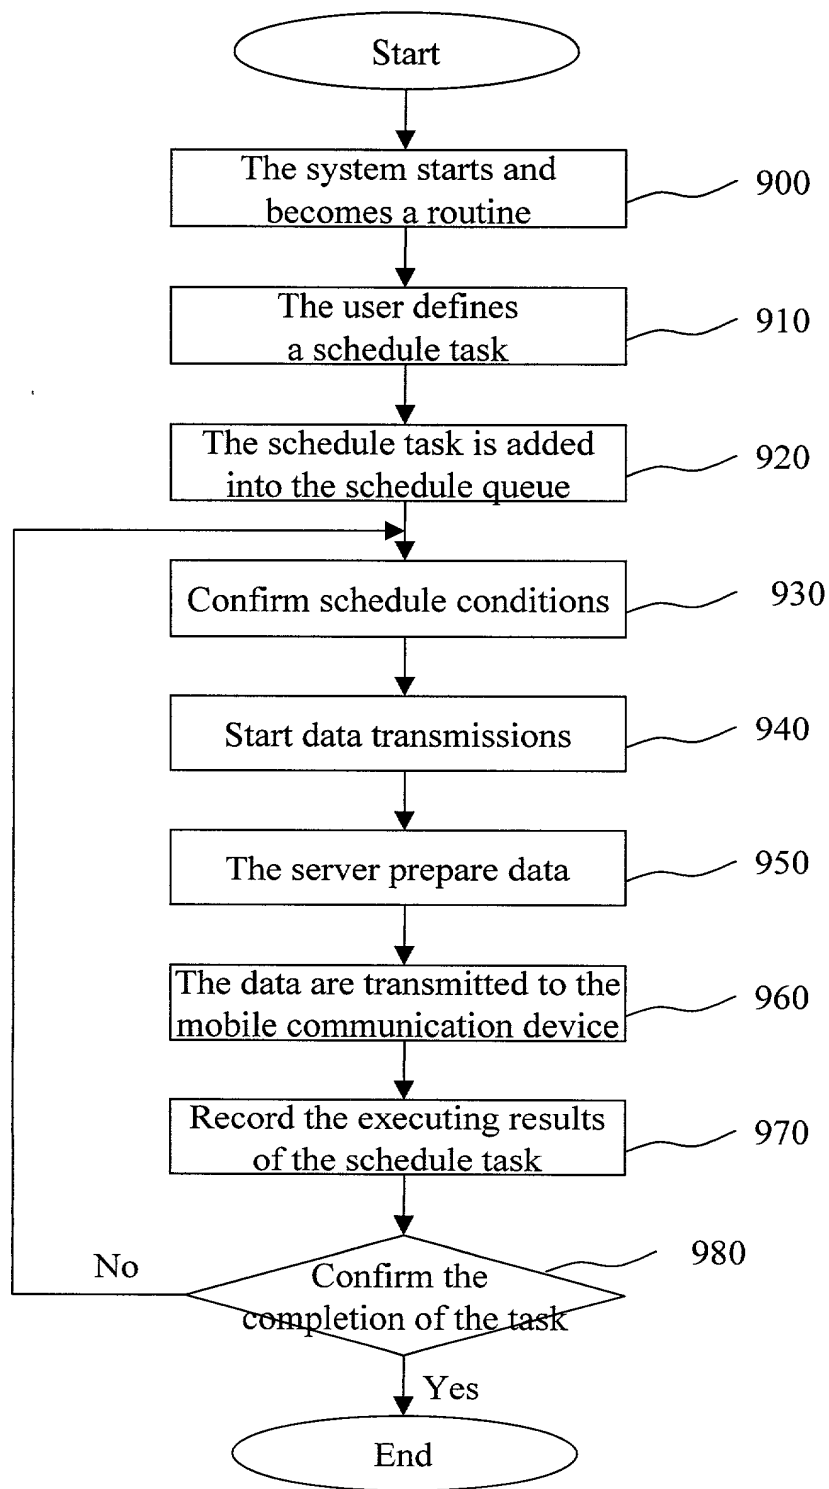 Start
The system starts and
becomes a routine
900
The user defines
a schedule task
910
The schedule task is added
into the schedule queue
920
Confirm schedule conditions
930
Start data transmissions
940
The server prepare data
950
The data are transmitted to the
mobile communication device
960
Record the executing results
of the schedule task
970
No
Confirm the
completion of the task
980
Yes
End